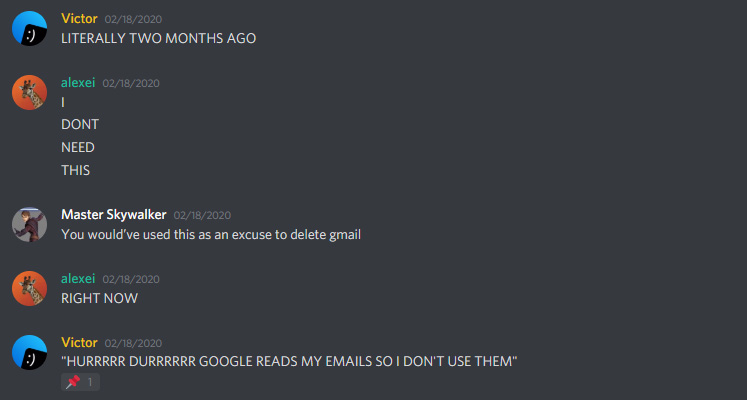 Victor 02/18/2020
LITERALLY TWO MONTHS AGO
alexei 02/18/2020
I
DONT
NEED
THIS
Master Skywalker 02/18/2020
You would've used this as an excuse to delete gmail
alexei 02/18/2020
RIGHT NOW
Victor 02/18/2020
"HURRRRR DURRRRRR GOOGLE READS MY EMAILS SO I DON'T USE THEM"
1